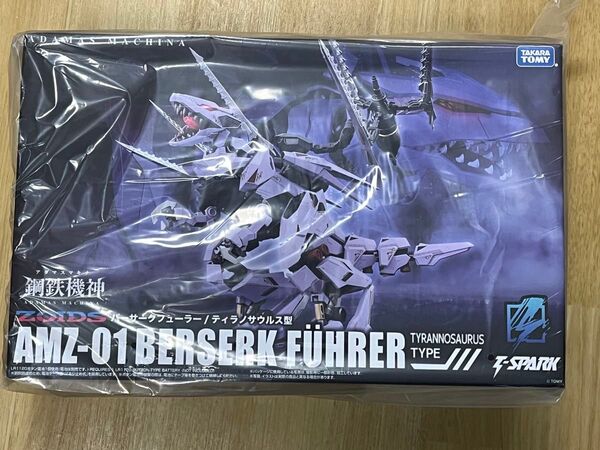 ADAMAS MACHINA
TAKARA TOMY
アダマスマキナ
鋼鉄機神
ADAMAS MACHINA
ZOIDS バーサークフューラー/ティラノサウルス型
AMZ-01 BERSERK FÜHRER TYRANNOSAURUS TYPE
T-SPARK
© TOMY